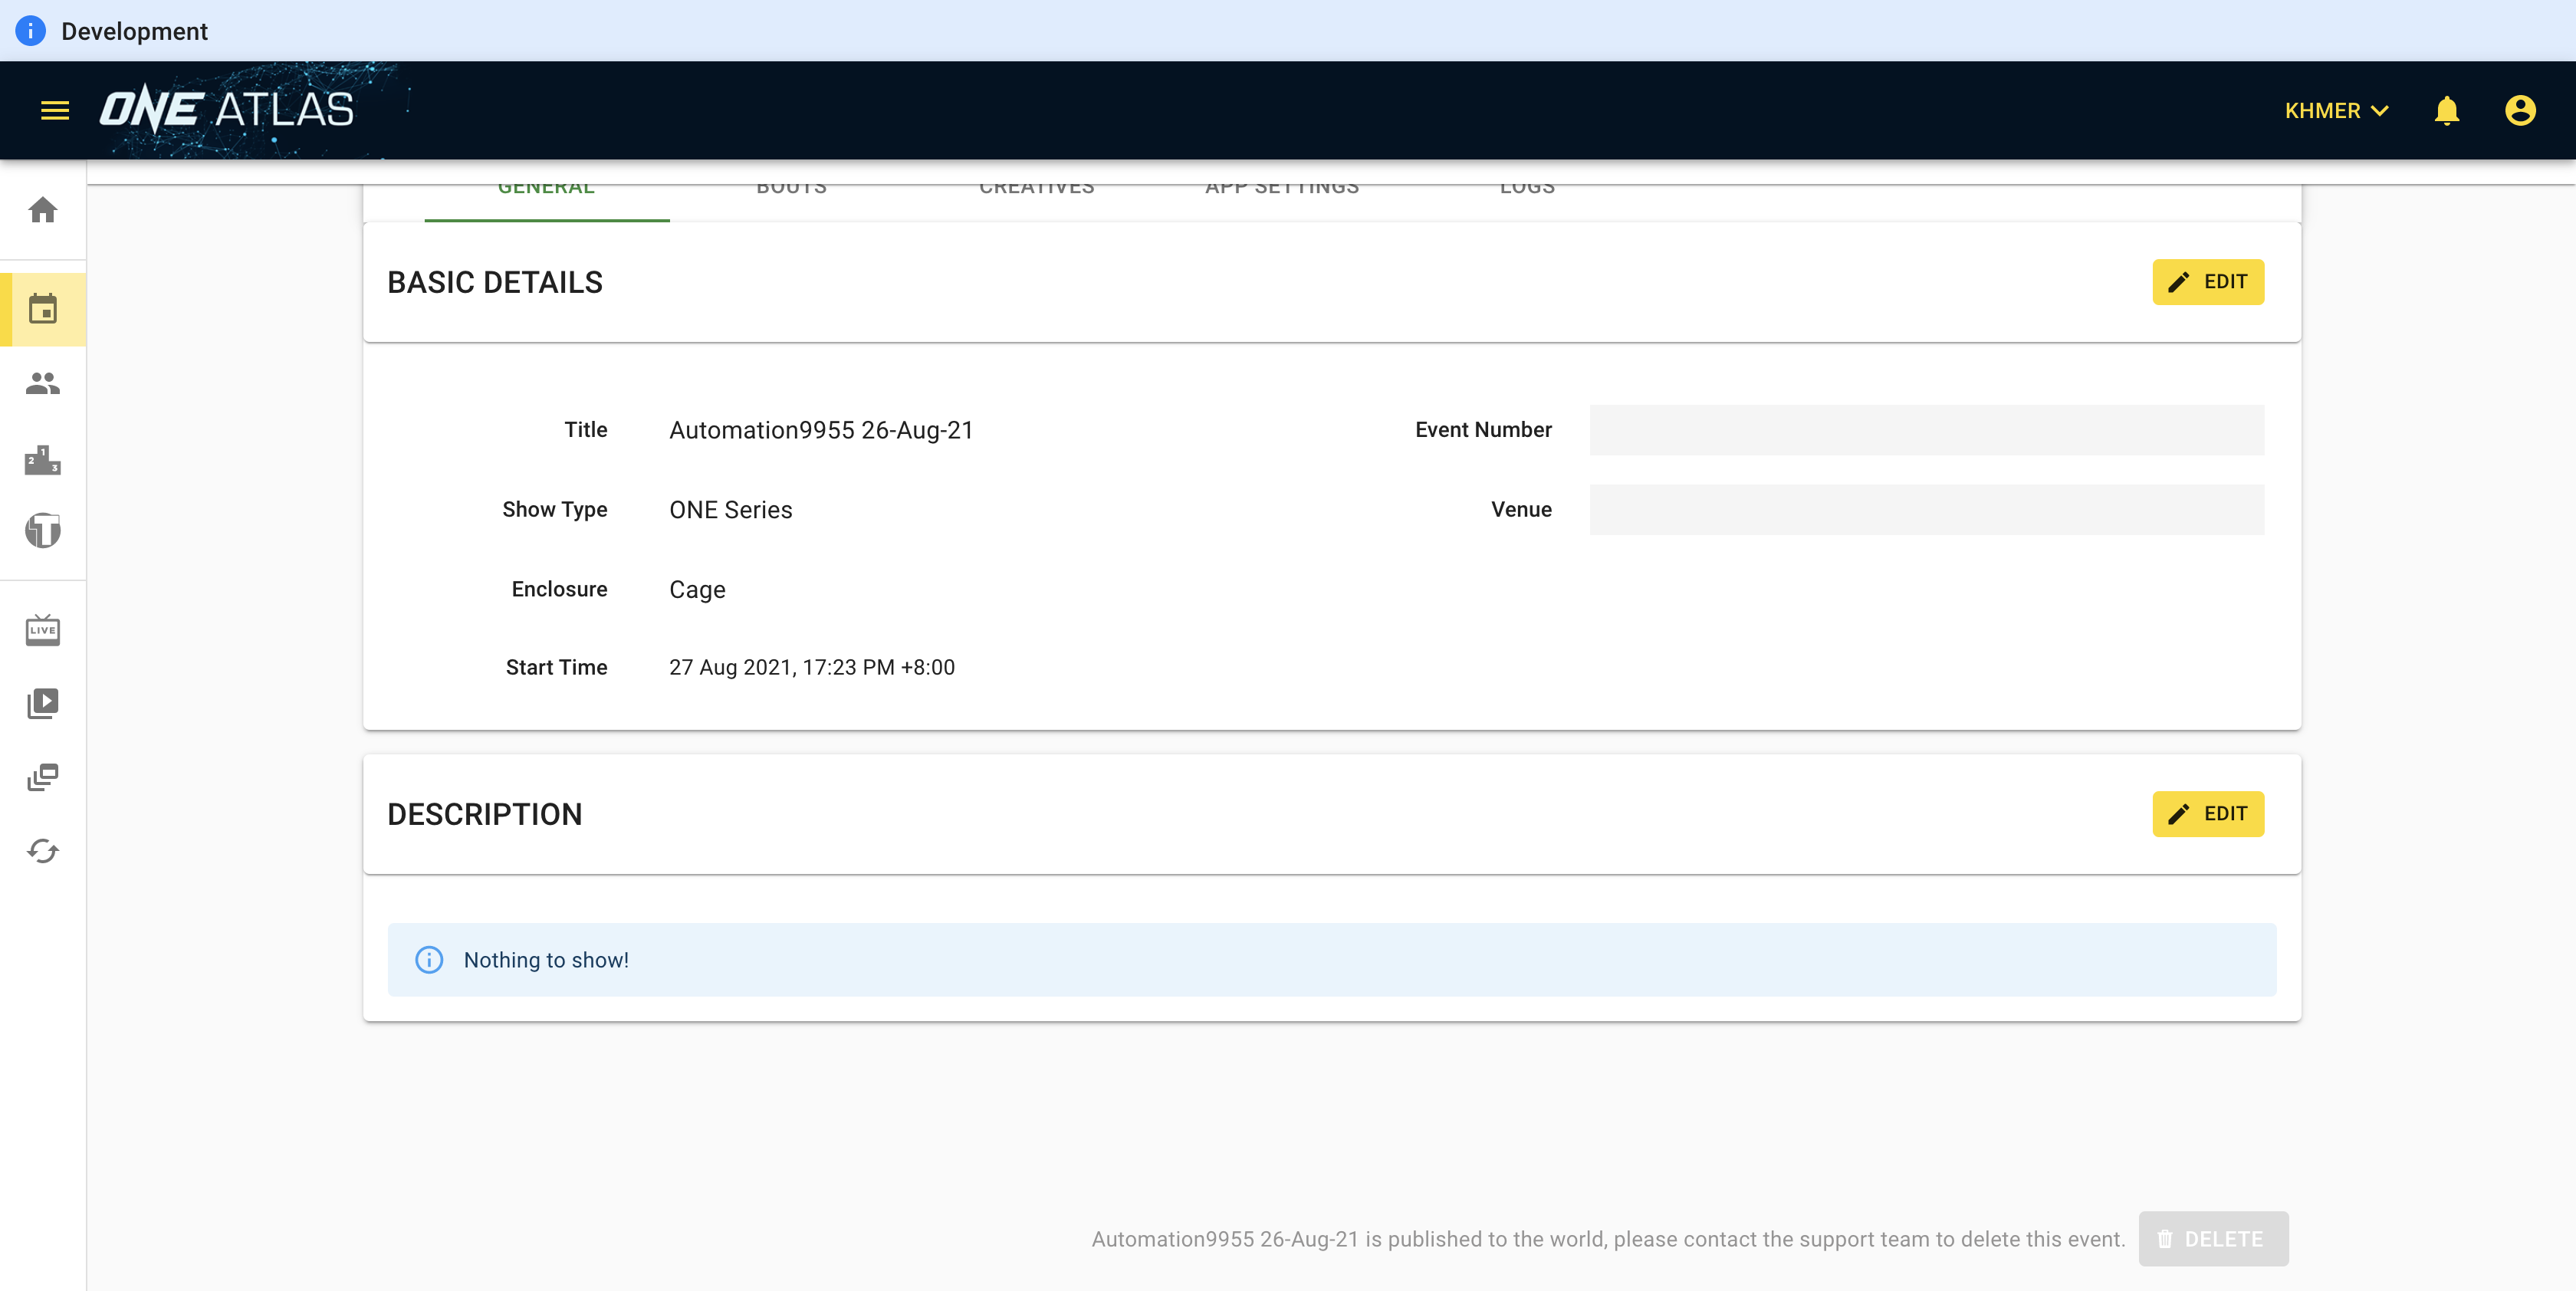 Development
ONE ATLAS
KHMER
GENERAL BOUTS CREATIVES APP SETTINGS LOGS
BASIC DETAILS
EDIT
Title Automation9955 26-Aug-21
Event Number
Show Type ONE Series
Venue
Enclosure Cage
Start Time 27 Aug 2021, 17:23 PM +8:00
DESCRIPTION
EDIT
Nothing to show!
Automation9955 26-Aug-21 is published to the world, please contact the support team to delete this event.
DELETE
2 1 3
T
LIVE